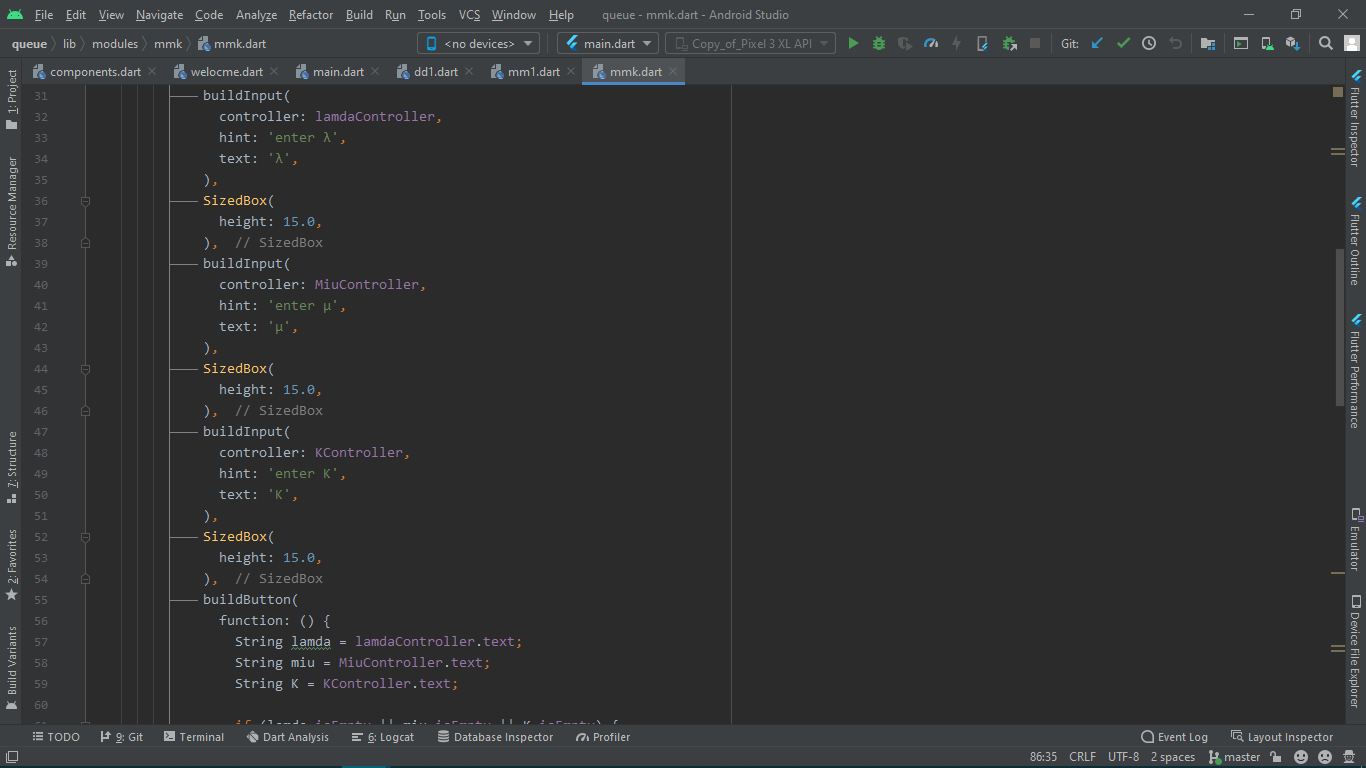 File Edit View Navigate Code Analyze Refactor Build Run Tools VCS Window Help queue - mmk.dart - Android Studio
queue lib modules mmk mmk.dart <no devices> main.dart Copy_of_Pixel 3 XL API Git:
components.dart welocme.dart main.dart dd1.dart mm1.dart mmk.dart
1: Project
Resource Manager
7: Structure
2: Favorites
Build Variants
31 buildInput(
32 controller: lamdaController,
33 hint: 'enter λ',
34 text: 'λ',
35 ),
36 SizedBox(
37 height: 15.0,
38 ), // SizedBox
39 buildInput(
40 controller: MiuController,
41 hint: 'enter μ',
42 text: 'μ',
43 ),
44 SizedBox(
45 height: 15.0,
46 ), // SizedBox
47 buildInput(
48 controller: KController,
49 hint: 'enter K',
50 text: 'K',
51 ),
52 SizedBox(
53 height: 15.0,
54 ), // SizedBox
55 buildButton(
56 function: () {
57 String lamda = lamdaController.text;
58 String miu = MiuController.text;
59 String K = KController.text;
60
61 if (lamda.isEmpty || miu.isEmpty || K.isEmpty) {
Flutter Inspector
Flutter Outline
Flutter Performance
Emulator
Device File Explorer
TODO 9: Git Terminal Dart Analysis 6: Logcat Database Inspector Profiler Event Log Layout Inspector
86:35 CRLF UTF-8 2 spaces master